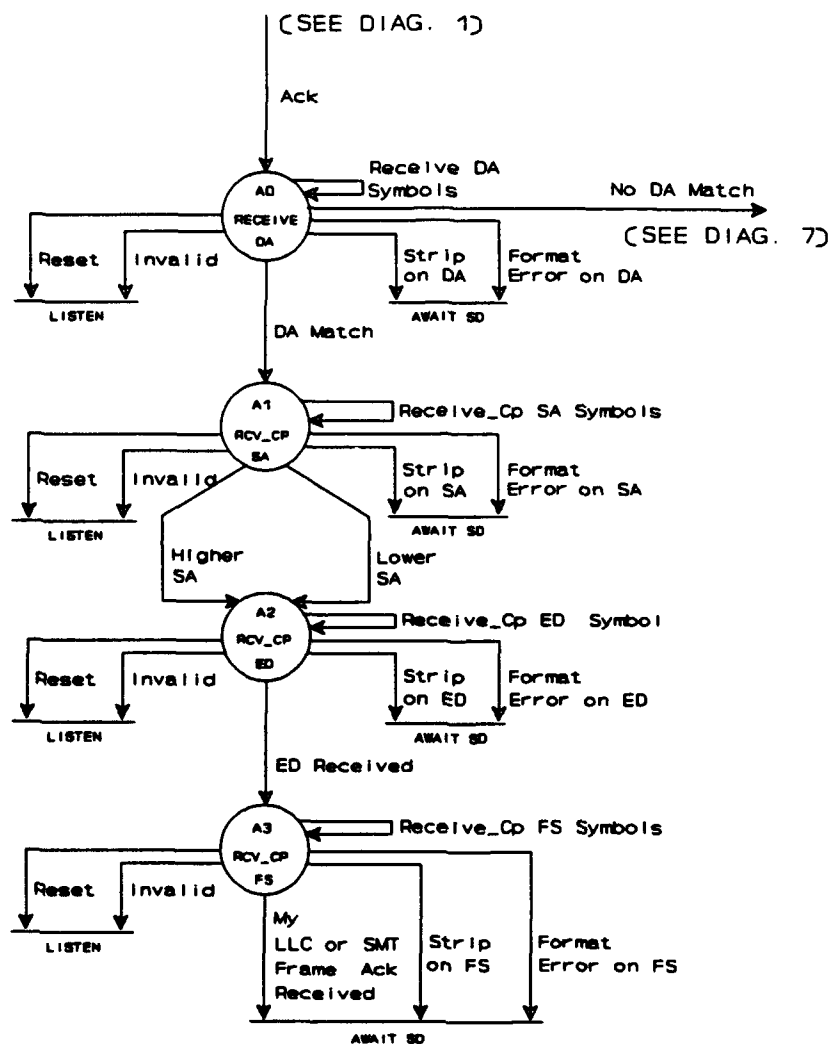 (SEE DIAG. 1)
Ack
A0
RECEIVE
DA
Receive DA
Symbols
No DA Match
(SEE DIAG. 7)
Reset
Invalid
LISTEN
Strip
on DA
Format
Error on DA
AWAIT SD
DA Match
A1
RCV_CP
SA
Receive_Cp SA Symbols
Reset
Invalid
LISTEN
Strip
on SA
Format
Error on SA
AWAIT SD
Higher
SA
Lower
SA
A2
RCV_CP
ED
Receive_Cp ED Symbol
Reset
Invalid
LISTEN
Strip
on ED
Format
Error on ED
AWAIT SD
ED Received
A3
RCV_CP
FS
Receive_Cp FS Symbols
Reset
Invalid
LISTEN
My
LLC or SMT
Frame Ack
Received
Strip
on FS
Format
Error on FS
AWAIT SD